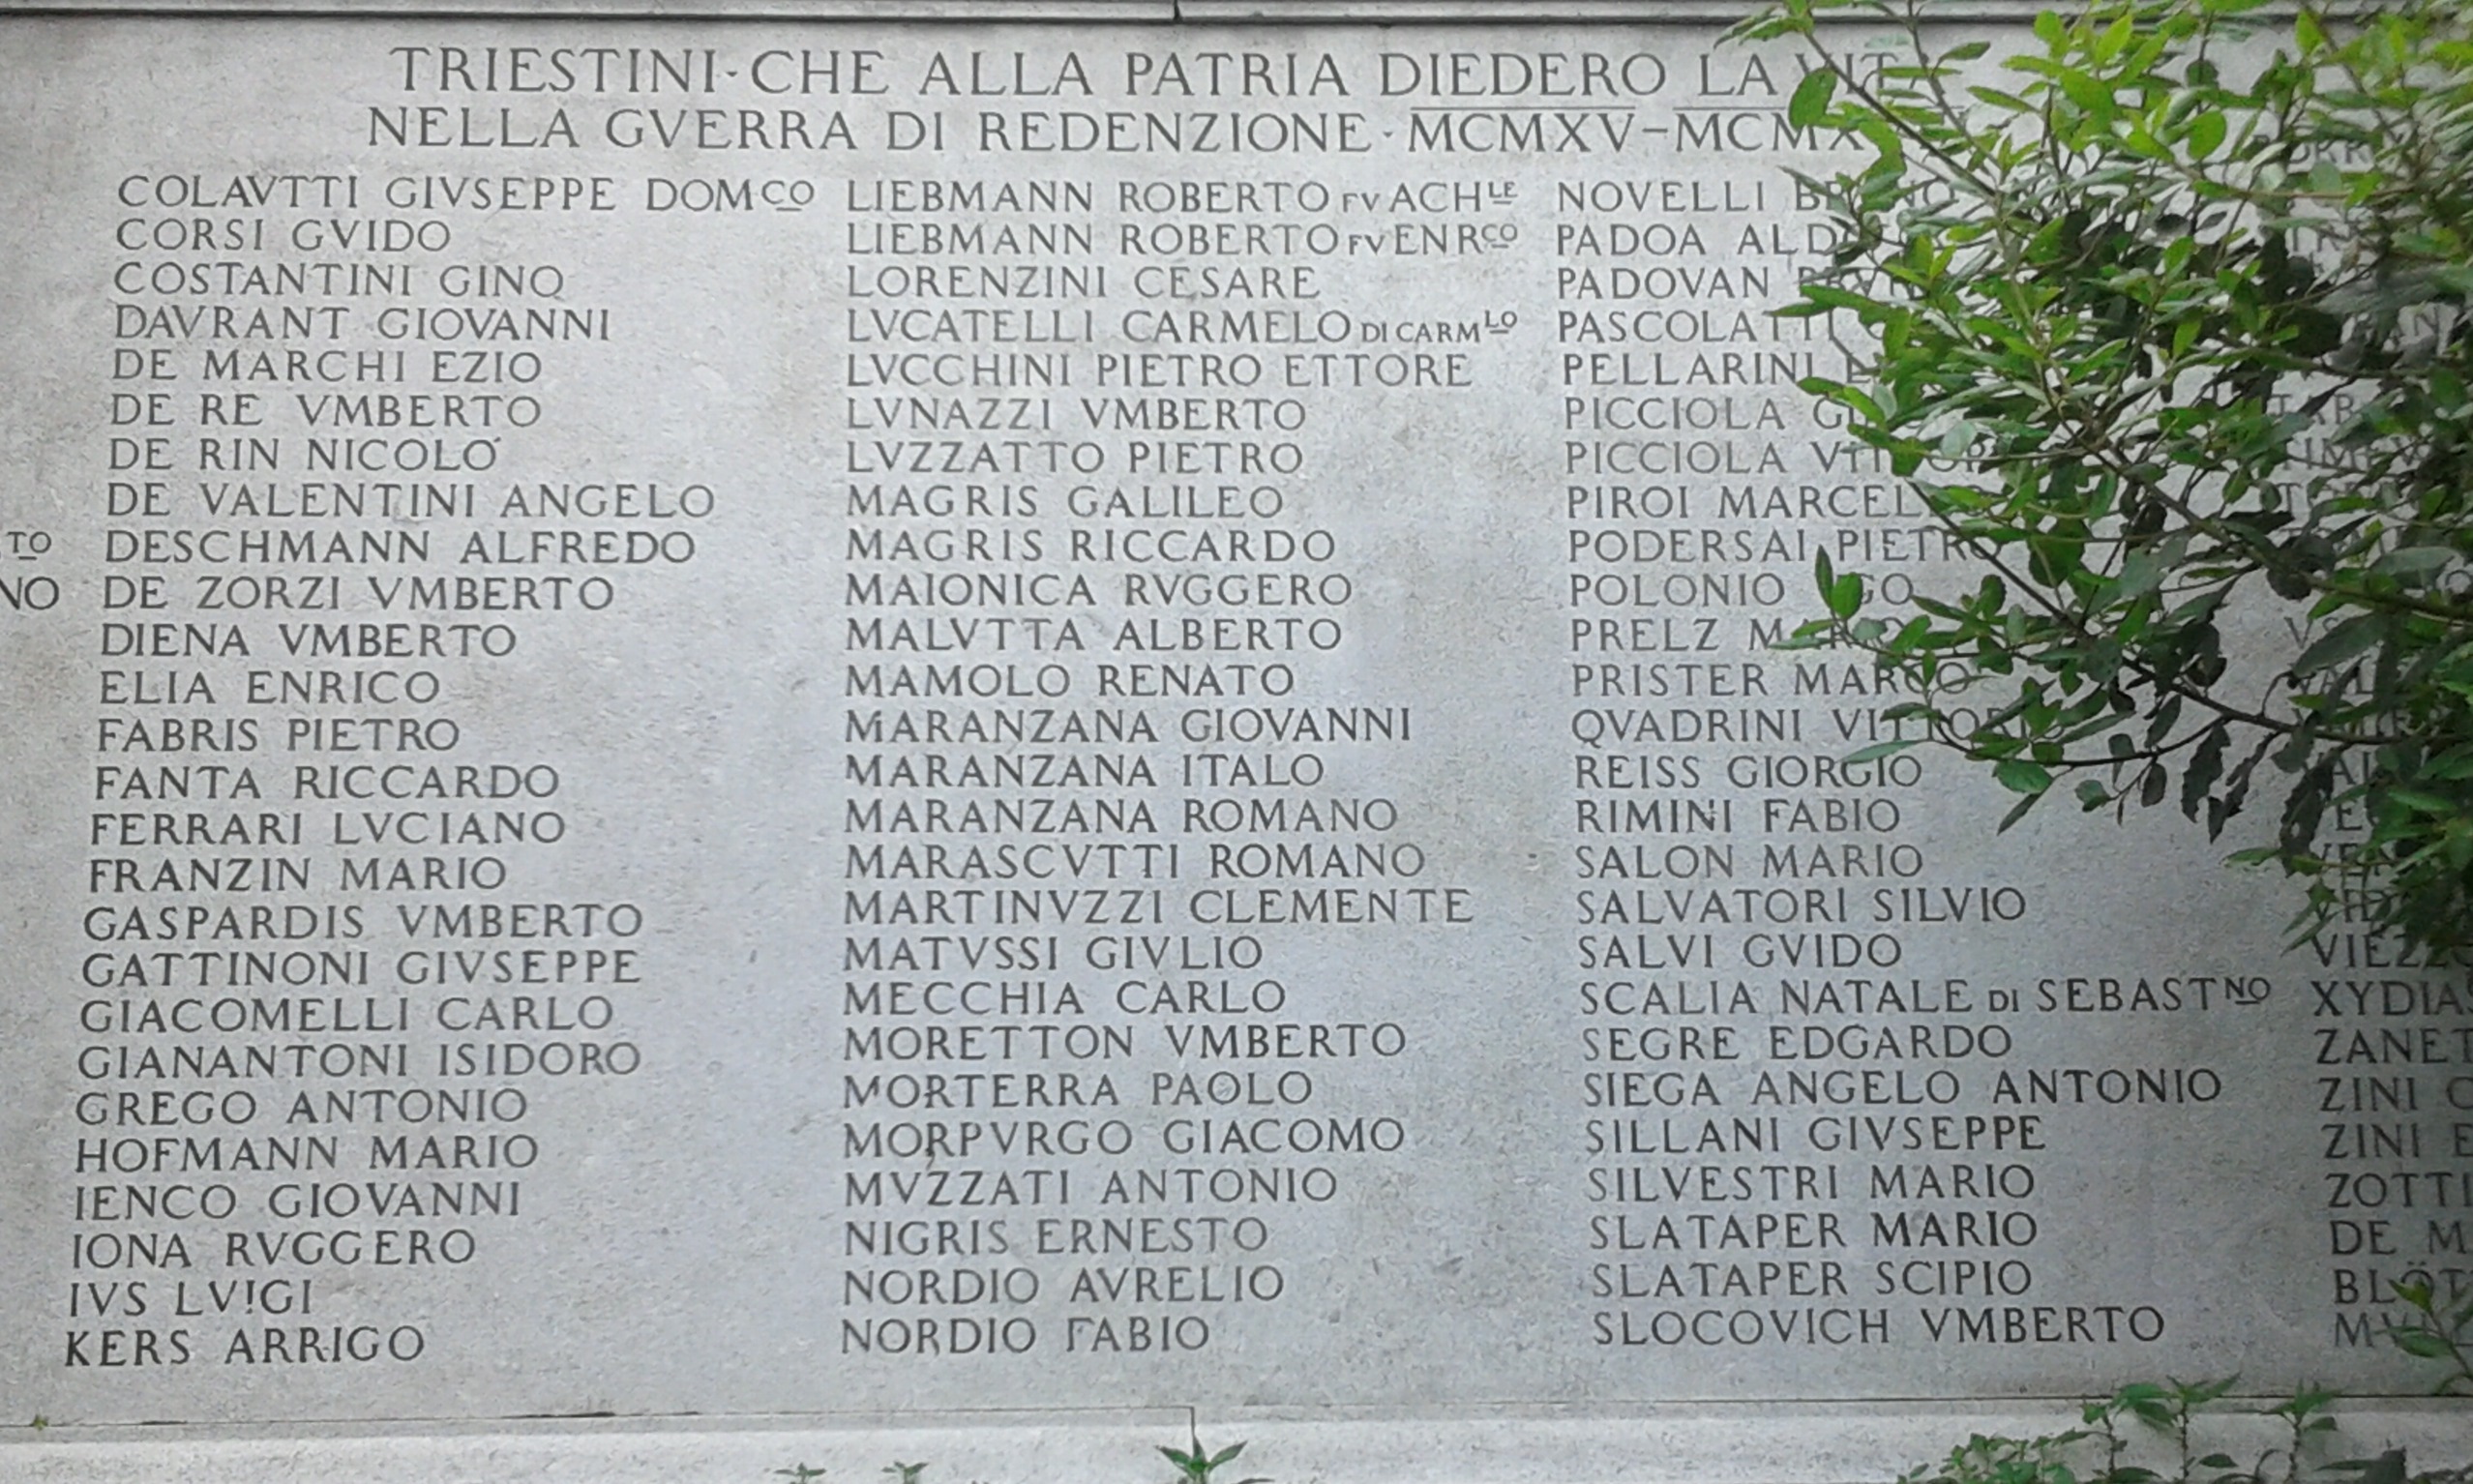 TRIESTINI·CHE ALLA PATRIA DIEDERO LA
NELLA GVERRA DI REDENZIONE·MCMXV–
COLAVTTI GIVSEPPE DOMCO
CORSI GVIDO
COSTANTINI GINO
DAVRANT GIOVANNI
DE MARCHI EZIO
DE RE VMBERTO
DE RIN NICOLÓ
DE VALENTINI ANGELO
DESCHMANN ALFREDO
DE ZORZI VMBERTO
DIENA VMBERTO
ELIA ENRICO
FABRIS PIETRO
FANTA RICCARDO
FERRARI LVCIANO
FRANZIN MARIO
GASPARDIS VMBERTO
GATTINONI GIVSEPPE
GIACOMELLI CARLO
GIANANTONI ISIDORO
GREGO ANTONIO
HOFMANN MARIO
IENCO GIOVANNI
IONA RVGGERO
IVS LVIGI
KERS ARRIGO
LIEBMANN ROBERTO FV ACHLE
LIEBMANN ROBERTO FV ENRCO
LORENZINI CESARE
LVCATELLI CARMELO DI CARMLO
LVCCHINI PIETRO ETTORE
LVNAZZI VMBERTO
LVZZATTO PIETRO
MAGRIS GALILEO
MAGRIS RICCARDO
MAIONICA RVGGERO
MALVTTA ALBERTO
MAMOLO RENATO
MARANZANA GIOVANNI
MARANZANA ITALO
MARANZANA ROMANO
MARASCVTTI ROMANO
MARTINVZZI CLEMENTE
MATVSSI GIVLIO
MECCHIA CARLO
MORETTON VMBERTO
MORTERRA PAOLO
MORPVRGO GIACOMO
MVZZATI ANTONIO
NIGRIS ERNESTO
NORDIO AVRELIO
NORDIO FABIO
NOVELLI
PADOA
PADOVAN
PELLARINI
PICCIOLA
PICCIOLA
PIROI
PODERSAI PIETRO
POLONIO
PRELZ
PRISTER MARCO
QVADRINI
REISS GIORGIO
RIMINI FABIO
SALON MARIO
SALVATORI SILVIO
SALVI GVIDO
SCALIA NATALE DI SEBASTNO
SEGRE EDGARDO
SIEGA ANGELO ANTONIO
SILLANI GIVSEPPE
SILVESTRI MARIO
SLATAPER MARIO
SLATAPER SCIPIO
SLOCOVICH VMBERTO
ZINI
ZINI
DE